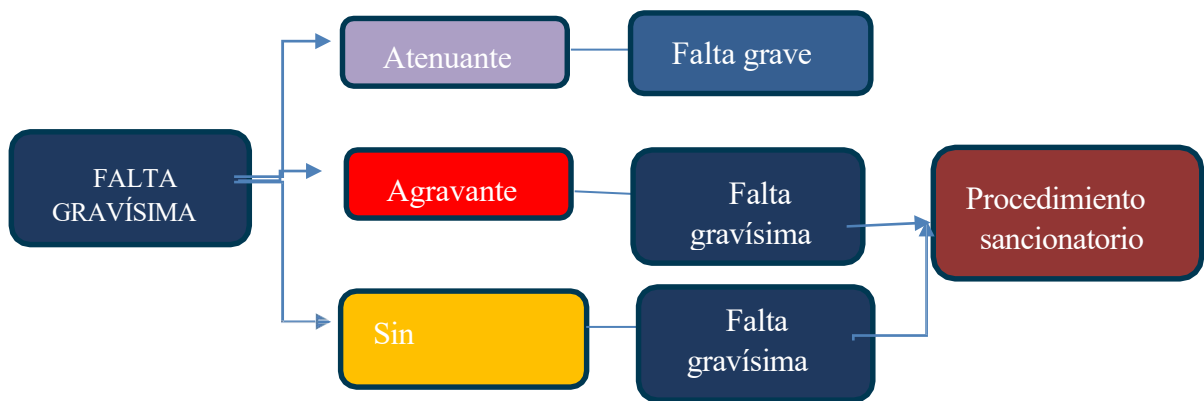 Atenuante
Falta grave
FALTA
GRAVÍSIMA
Agravante
Falta
gravísima
Procedimiento
sancionatorio
Sin
Falta
gravísima